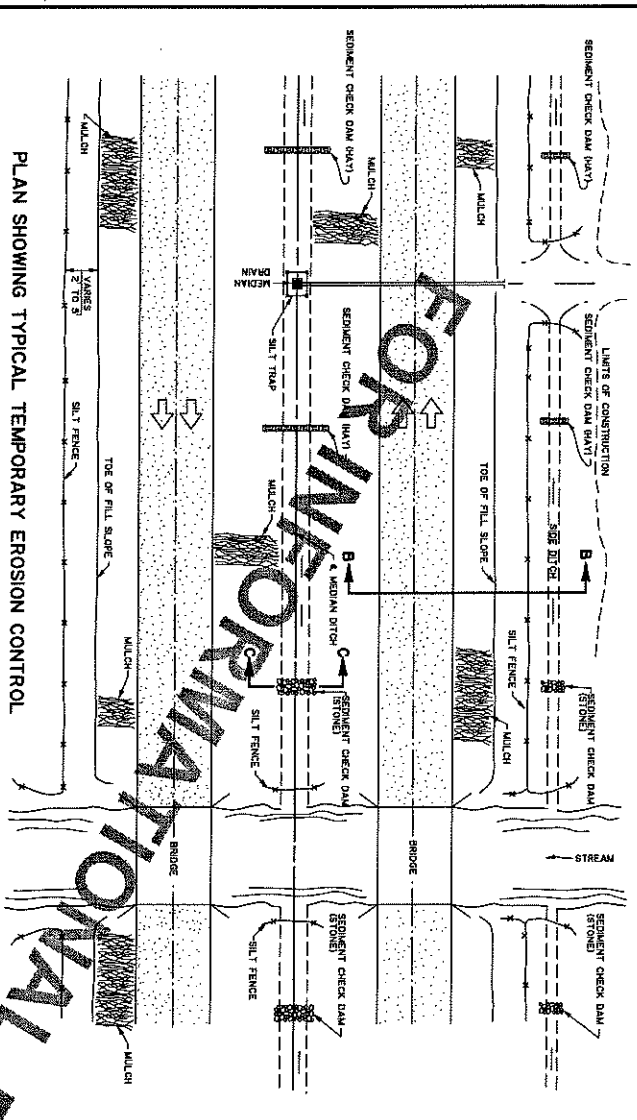 SEDIMENT CHECK DAM (HAY)
LIMITS OF CONSTRUCTION
SEDIMENT CHECK DAM (HAY)
SIDE DITCH
SEDIMENT CHECK DAM
(STONE)
STREAM
SEDIMENT CHECK DAM
(STONE)
B
B
SILT FENCE
TOE OF FILL SLOPE
MULCH
MULCH
BRIDGE
SEDIMENT CHECK DAM (HAY)
MULCH
MEDIAN
DRAIN
SILT TRAP
SEDIMENT CHECK DAM (HAY)
& MEDIAN DITCH
C
C
SEDIMENT CHECK DAM
(STONE)
SILT FENCE
SEDIMENT CHECK DAM
(STONE)
SILT FENCE
MULCH
BRIDGE
MULCH
VARIES
2' TO 5'
TOE OF FILL SLOPE
SILT FENCE
MULCH
MULCH
PLAN SHOWING TYPICAL TEMPORARY EROSION CONTROL
FOR INFORMATIONAL